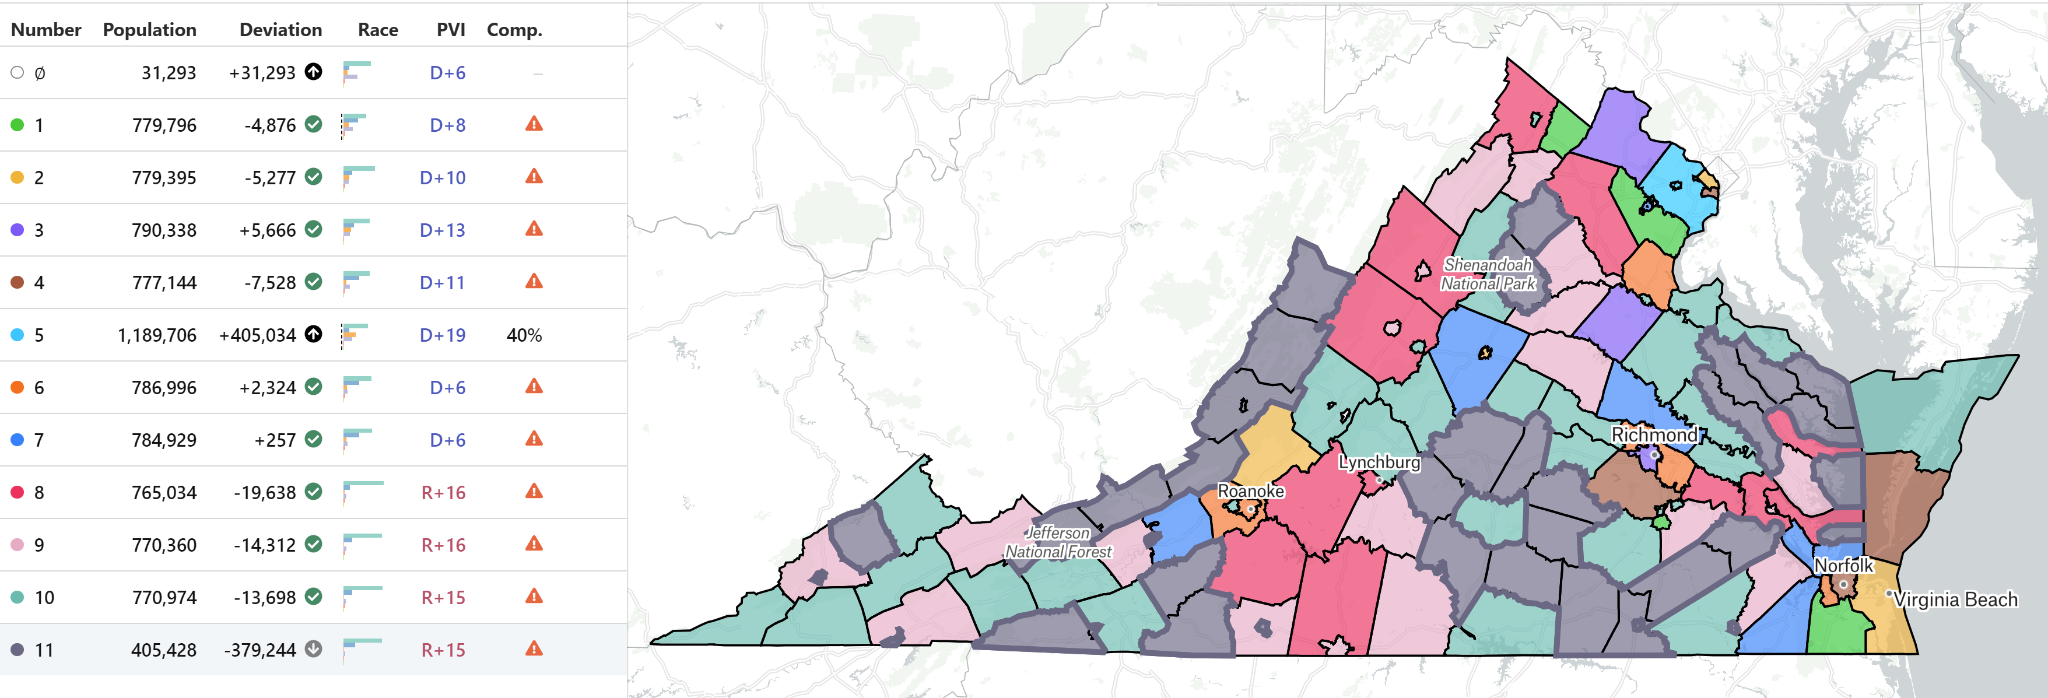 Number Population Deviation Race PVI Comp.
∅ 31,293 +31,293 D+6 –
1 779,796 -4,876 D+8
2 779,395 -5,277 D+10
3 790,338 +5,666 D+13
4 777,144 -7,528 D+11
5 1,189,706 +405,034 D+19 40%
6 786,996 +2,324 D+6
7 784,929 +257 D+6
8 765,034 -19,638 R+16
9 770,360 -14,312 R+16
10 770,974 -13,698 R+15
11 405,428 -379,244 R+15
Shenandoah
National Park
Richmond
Lynchburg
Roanoke
Jefferson
National Forest
Norfolk
Virginia Beach